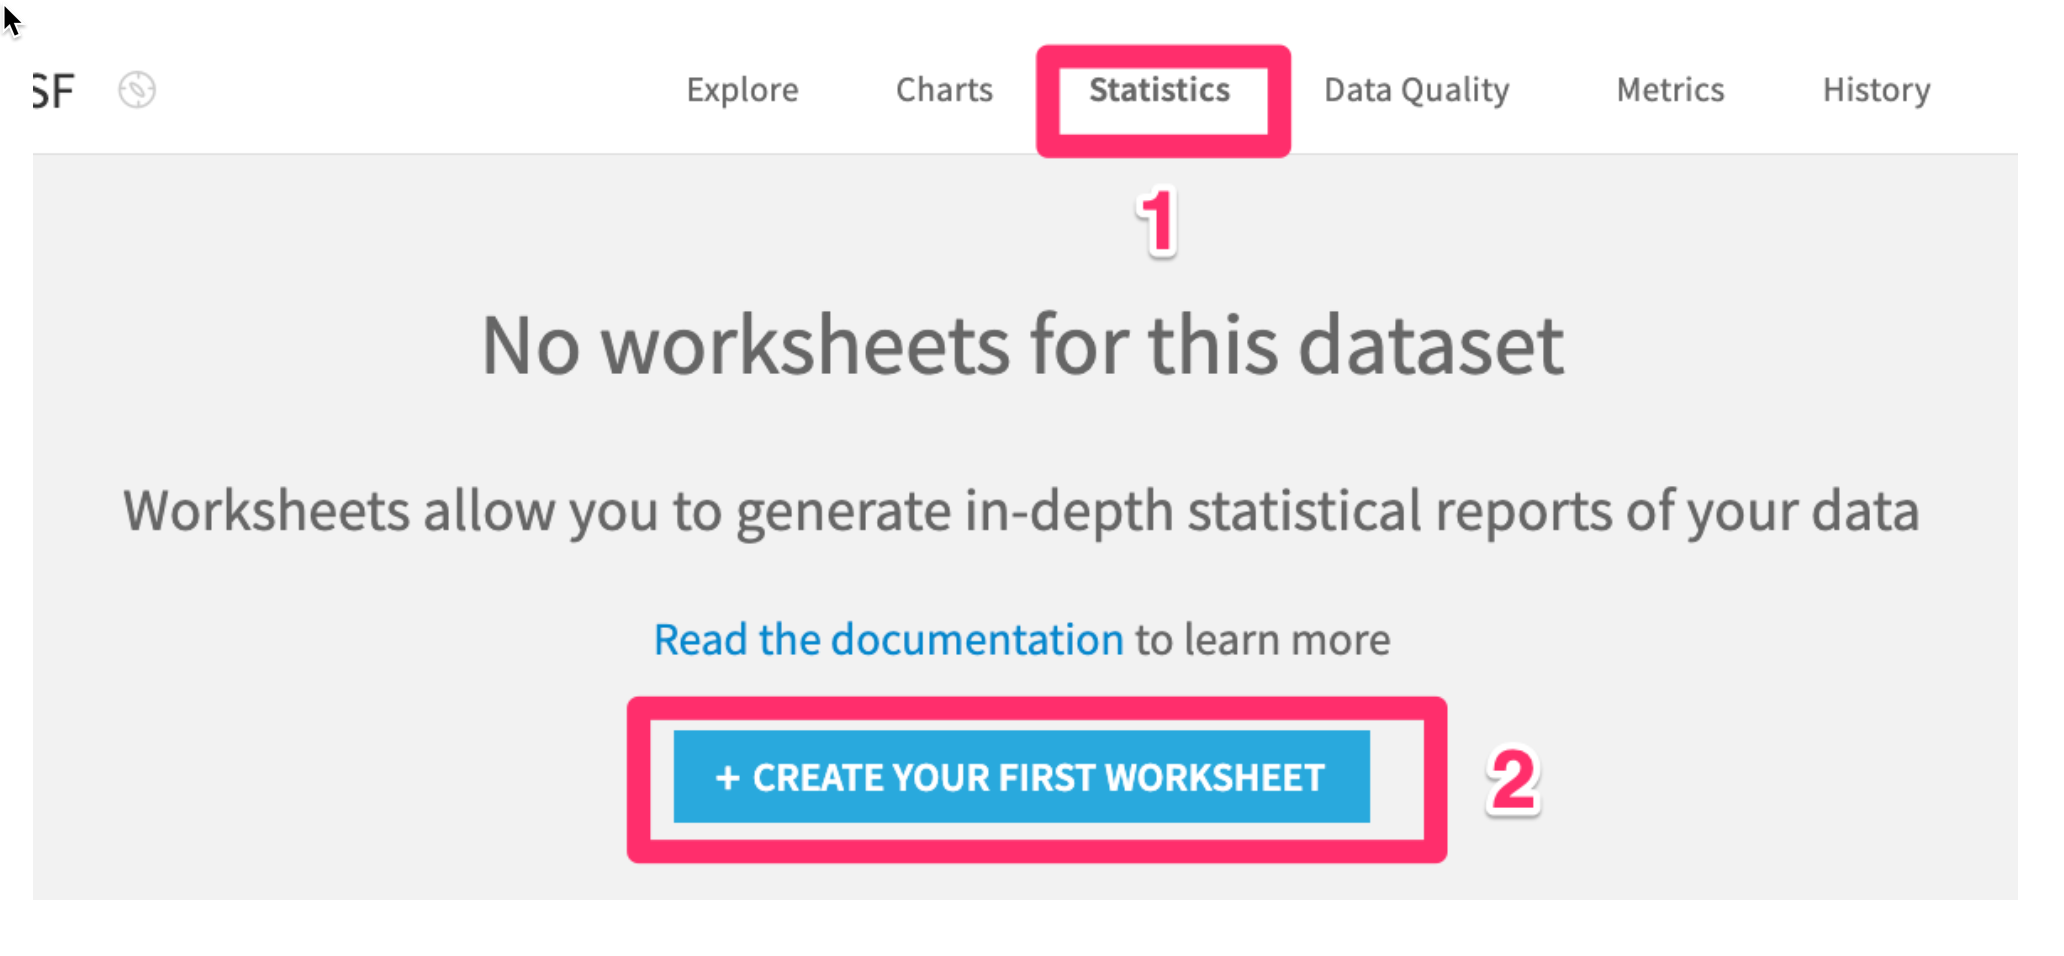 SF Explore Charts Statistics Data Quality Metrics History
1
No worksheets for this dataset
Worksheets allow you to generate in-depth statistical reports of your data
Read the documentation to learn more
+ CREATE YOUR FIRST WORKSHEET 2